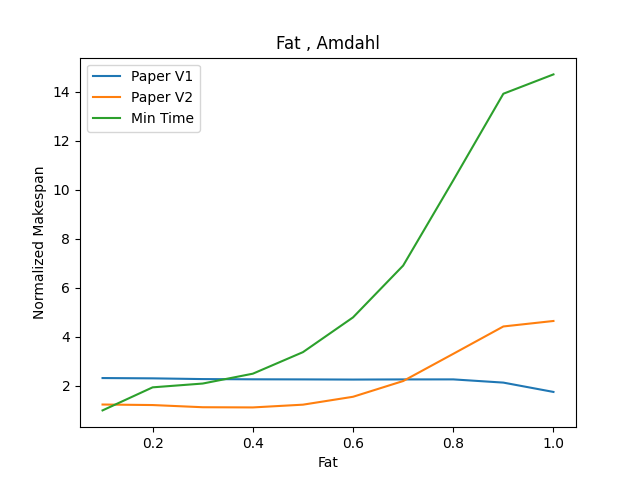 Fat , Amdahl
Paper V1
Paper V2
Min Time
Normalized Makespan
14
12
10
8
6
4
2
0.2 0.4 0.6 0.8 1.0
Fat